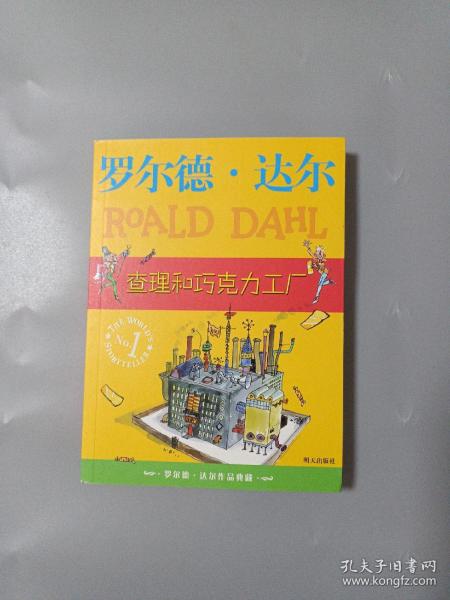 罗尔德·达尔
ROALD DAHL
查理和巧克力工厂
THE WORLD'S
No.1
STORYTELLER
明天出版社
罗尔德·达尔作品典藏
孔夫子旧书网
www.kongfz.com